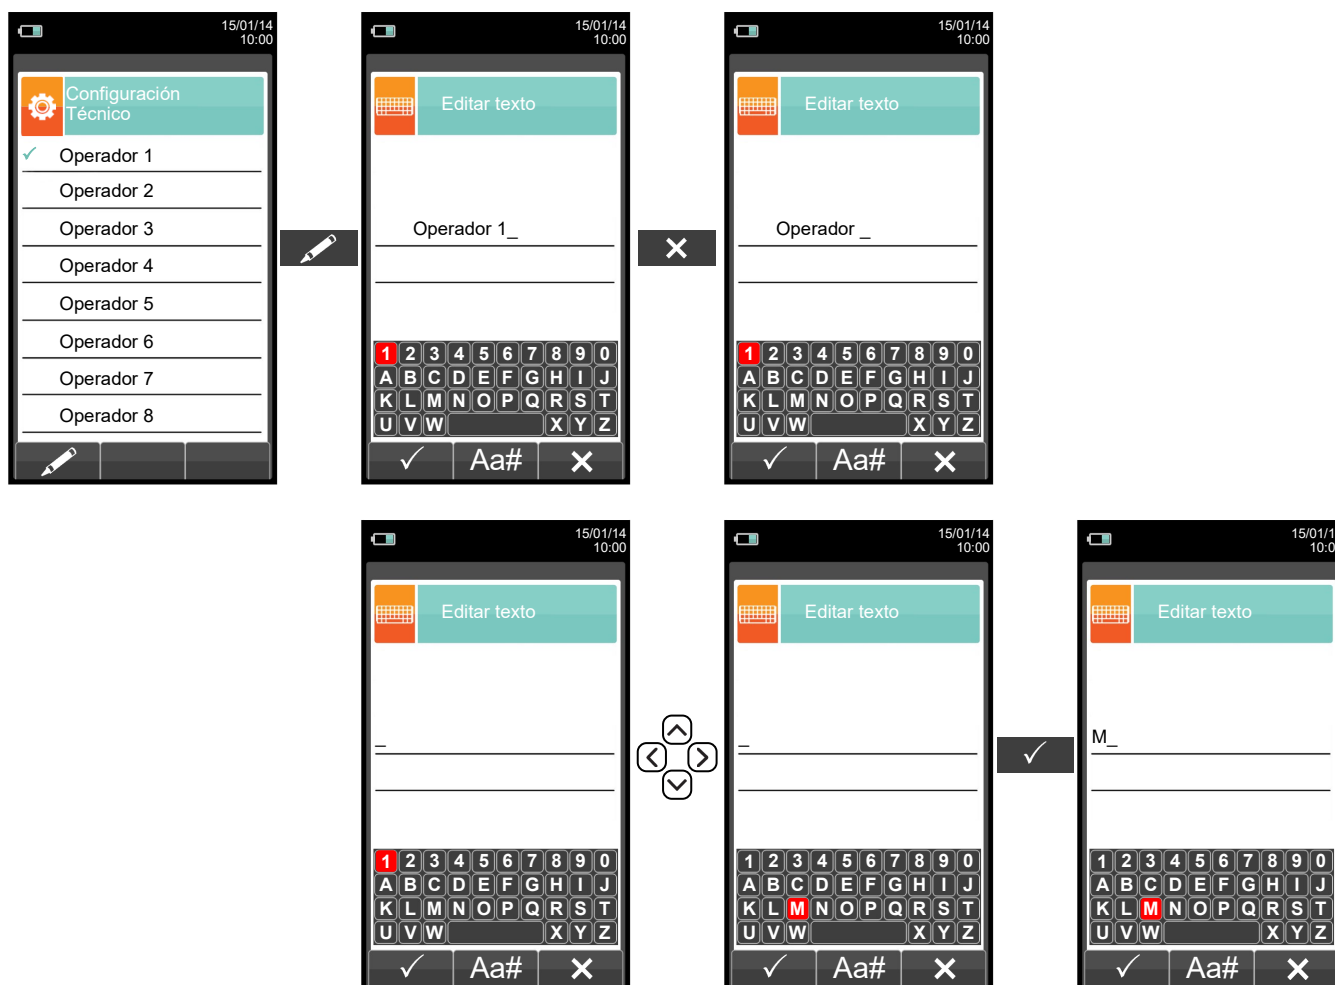 15/01/14
10:00
Configuración
Técnico
Operador 1
Operador 2
Operador 3
Operador 4
Operador 5
Operador 6
Operador 7
Operador 8
15/01/14
10:00
Editar texto
Operador 1_
1 2 3 4 5 6 7 8 9 0
A B C D E F G H I J
K L M N O P Q R S T
U V W X Y Z
Aa#
15/01/14
10:00
Editar texto
Operador _
1 2 3 4 5 6 7 8 9 0
A B C D E F G H I J
K L M N O P Q R S T
U V W X Y Z
Aa#
15/01/14
10:00
Editar texto
_
1 2 3 4 5 6 7 8 9 0
A B C D E F G H I J
K L M N O P Q R S T
U V W X Y Z
Aa#
15/01/14
10:00
Editar texto
_
1 2 3 4 5 6 7 8 9 0
A B C D E F G H I J
K L M N O P Q R S T
U V W X Y Z
Aa#
15/01/1
10:0
Editar texto
M_
1 2 3 4 5 6 7 8 9 0
A B C D E F G H I J
K L M N O P Q R S T
U V W X Y Z
Aa#